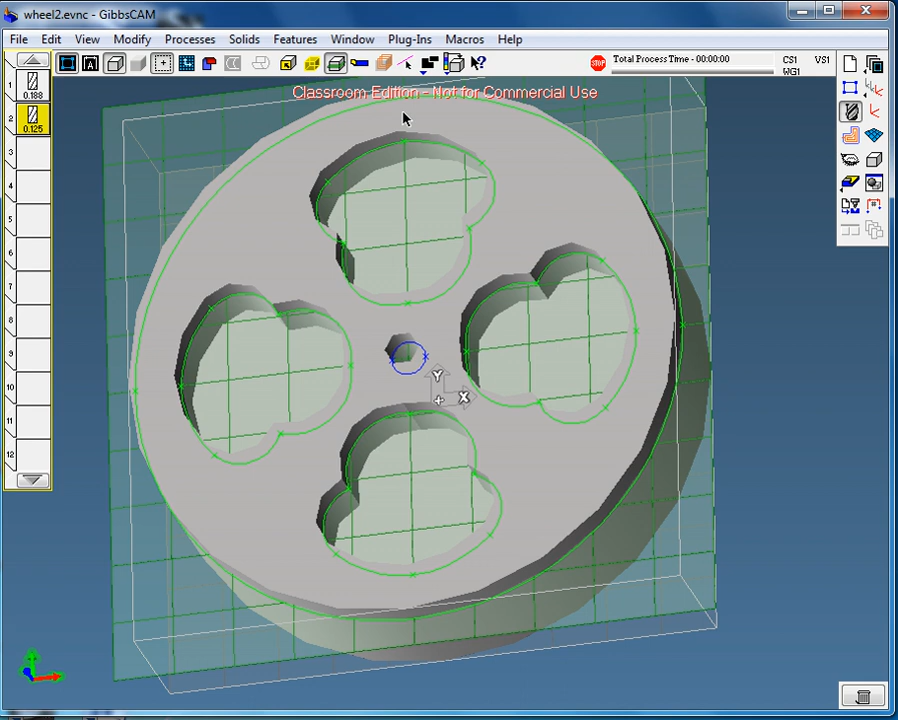 wheel2.evnc - GibbsCAM
File Edit View Modify Processes Solids Features Window Plug-Ins Macros Help
STOP Total Process Time - 00:00:00 CS1 VS1
WG1
Classroom Edition - Not for Commercial Use
1
0.188
2
0.125
3
4
5
6
7
8
9
10
11
12
Y
X